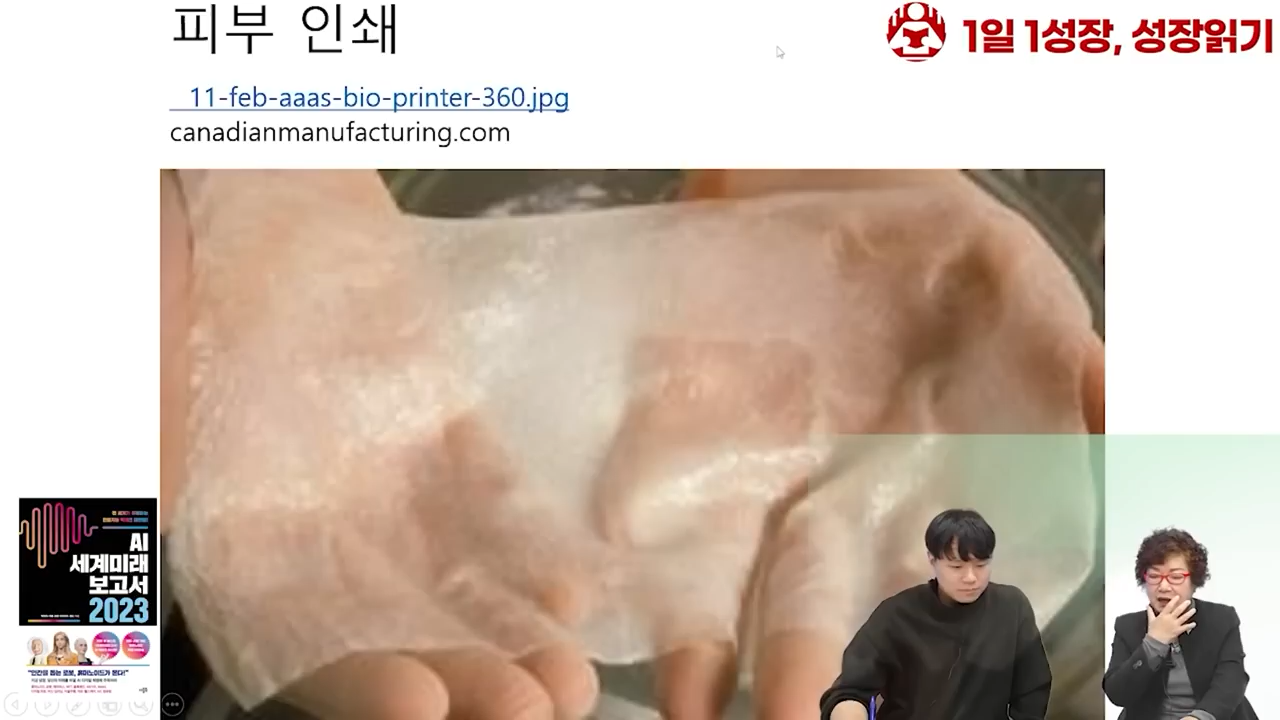 피부 인쇄
1일 1성장, 성장읽기
11-feb-aaas-bio-printer-360.jpg
canadianmanufacturing.com
AI
세계미래
보고서
2023